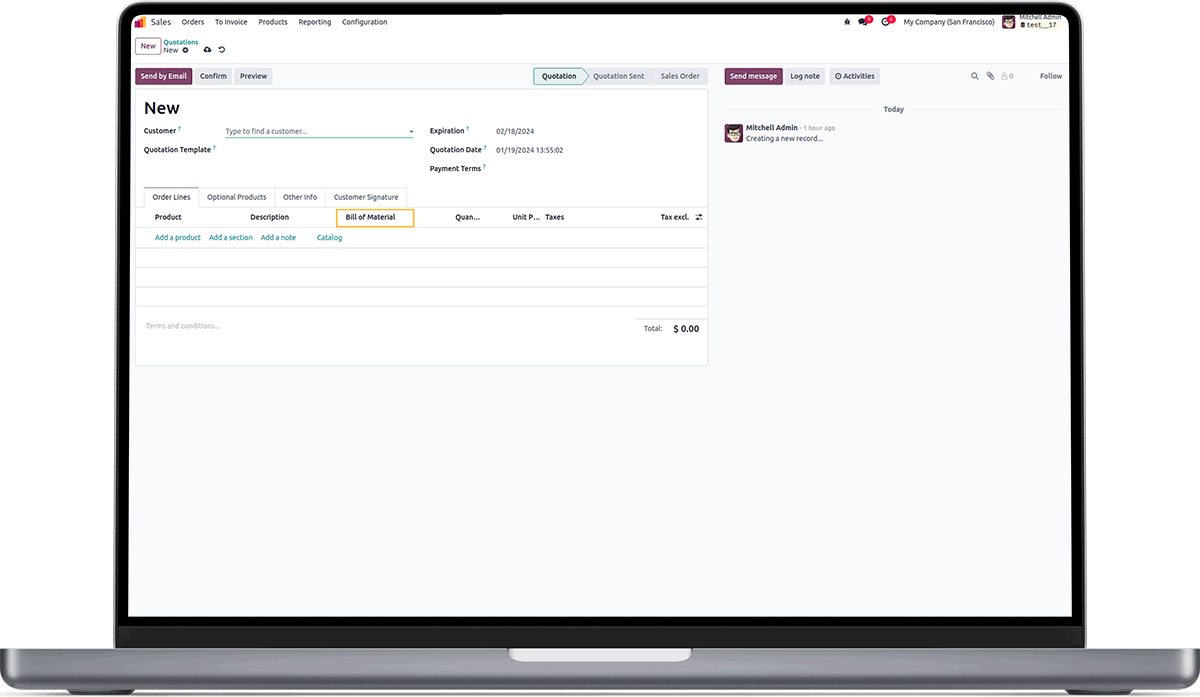 Sales Orders To Invoice Products Reporting Configuration
My Company (San Francisco) Mitchell Admin
test__17
New Quotations
New
Send by Email Confirm Preview
Quotation Quotation Sent Sales Order
Send message Log note Activities
0 Follow
New
Customer ? Type to find a customer...
Quotation Template ?
Expiration ? 02/18/2024
Quotation Date ? 01/19/2024 13:55:02
Payment Terms ?
Order Lines Optional Products Other Info Customer Signature
Product Description Bill of Material Quan... Unit P... Taxes Tax excl.
Add a product Add a section Add a note Catalog
Terms and conditions...
Total: $ 0.00
Today
Mitchell Admin - 1 hour ago
Creating a new record...